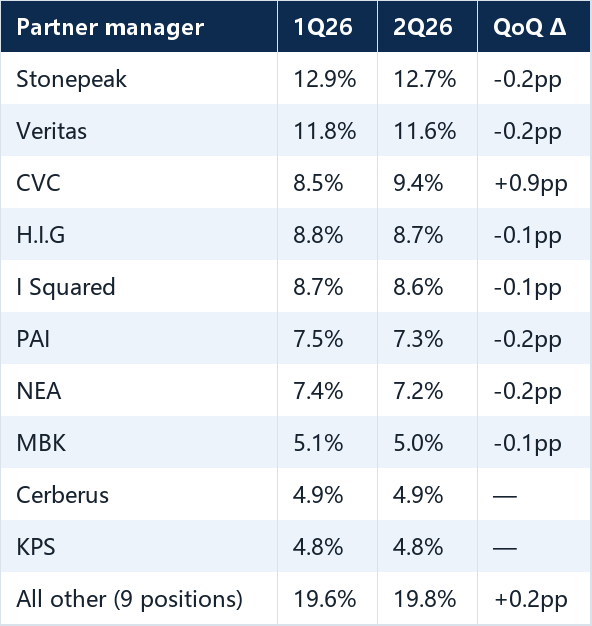 Partner manager 1Q26 2Q26 QoQ Δ
Stonepeak 12.9% 12.7% -0.2pp
Veritas 11.8% 11.6% -0.2pp
CVC 8.5% 9.4% +0.9pp
H.I.G 8.8% 8.7% -0.1pp
I Squared 8.7% 8.6% -0.1pp
PAI 7.5% 7.3% -0.2pp
NEA 7.4% 7.2% -0.2pp
MBK 5.1% 5.0% -0.1pp
Cerberus 4.9% 4.9% —
KPS 4.8% 4.8% —
All other (9 positions) 19.6% 19.8% +0.2pp